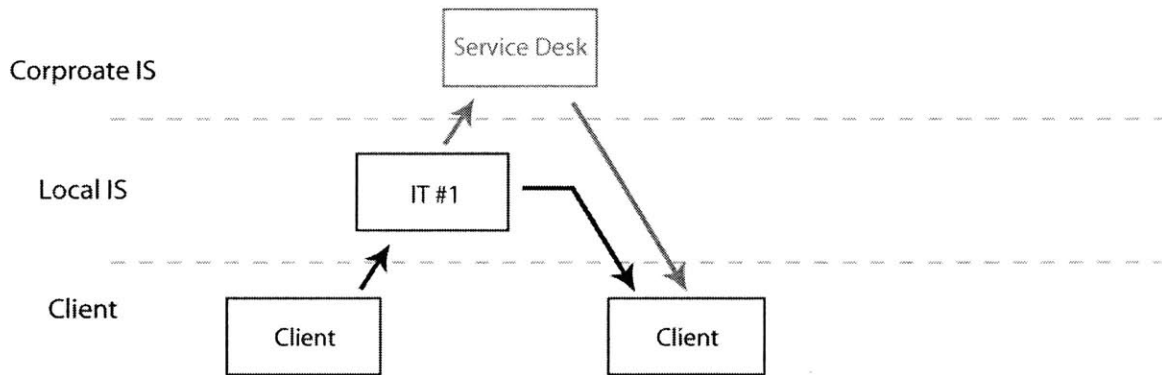 Service Desk
Corproate IS
Local IS
IT #1
Client
Client
Client